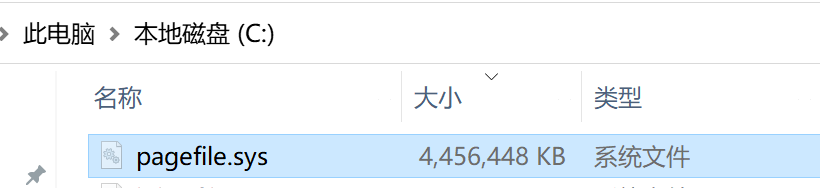 此电脑 > 本地磁盘 (C:)
名称 大小 类型
pagefile.sys 4,456,448 KB 系统文件